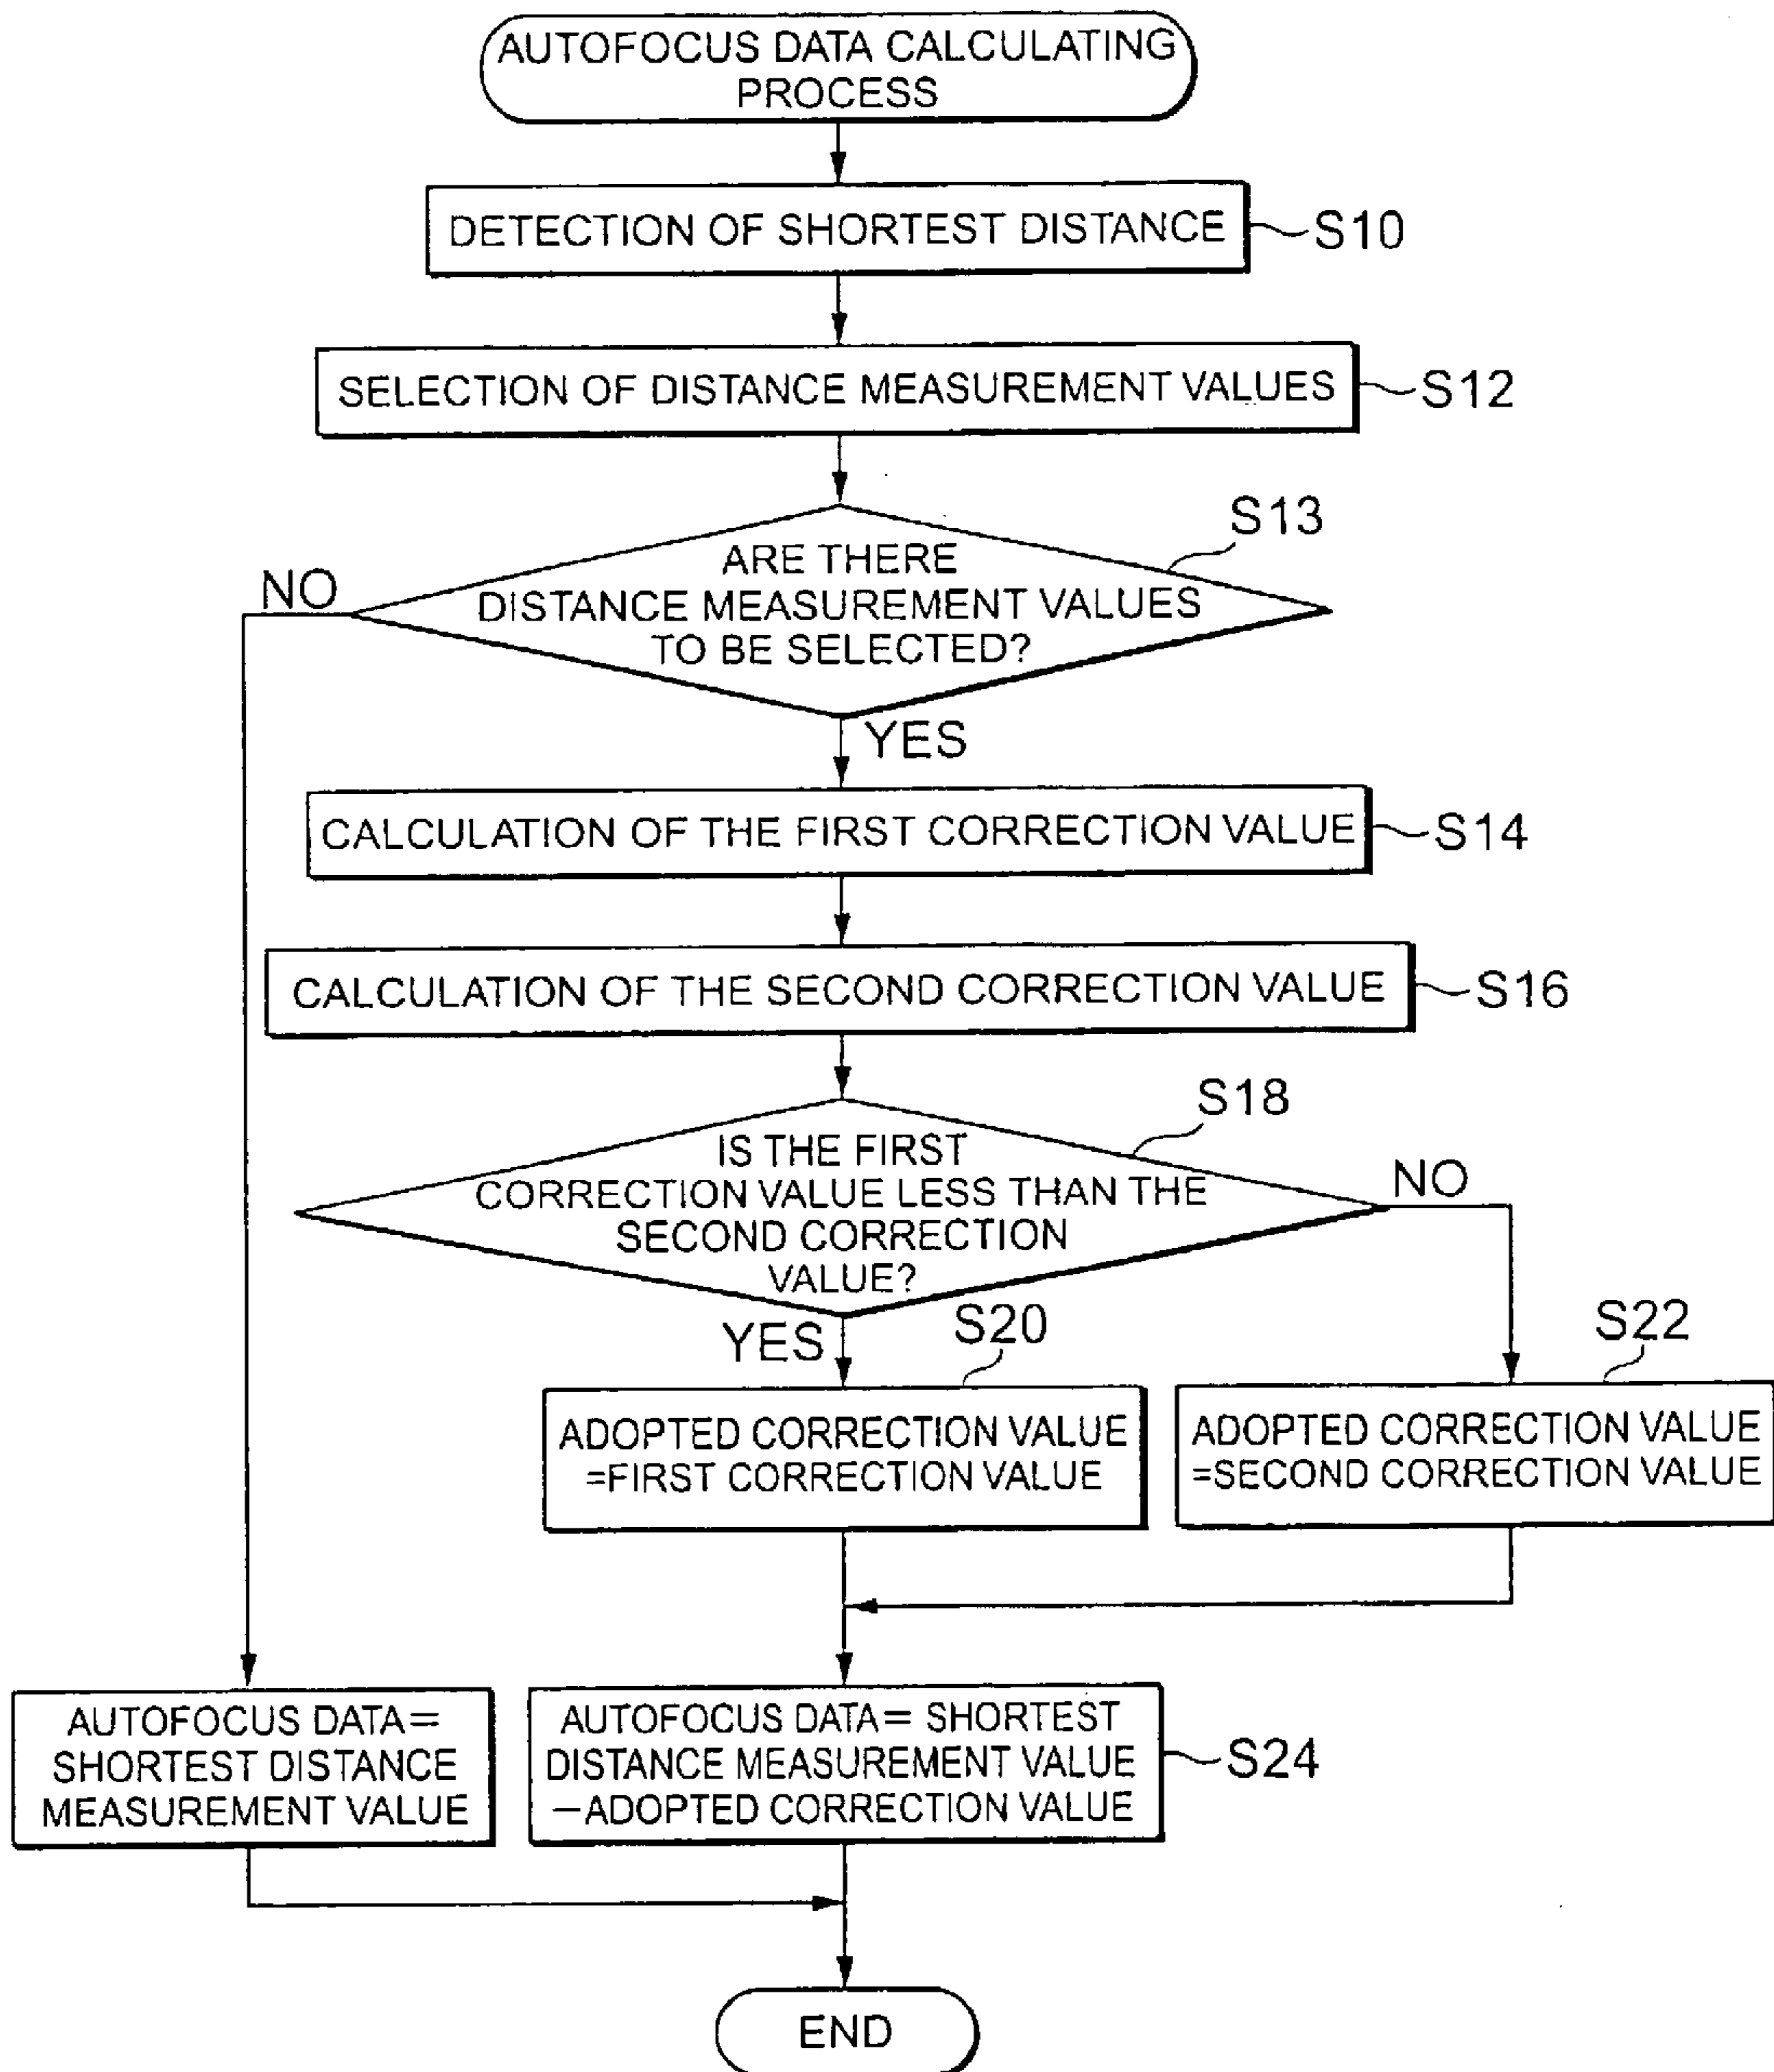 AUTOFOCUS DATA CALCULATING
PROCESS
DETECTION OF SHORTEST DISTANCE
S10
SELECTION OF DISTANCE MEASUREMENT VALUES
S12
S13
ARE THERE
DISTANCE MEASUREMENT VALUES
TO BE SELECTED?
NO
YES
CALCULATION OF THE FIRST CORRECTION VALUE
S14
CALCULATION OF THE SECOND CORRECTION VALUE
S16
S18
IS THE FIRST
CORRECTION VALUE LESS THAN THE
SECOND CORRECTION
VALUE?
NO
YES
S20
S22
ADOPTED CORRECTION VALUE
=FIRST CORRECTION VALUE
ADOPTED CORRECTION VALUE
=SECOND CORRECTION VALUE
AUTOFOCUS DATA=
SHORTEST DISTANCE
MEASUREMENT VALUE
AUTOFOCUS DATA= SHORTEST
DISTANCE MEASUREMENT VALUE
−ADOPTED CORRECTION VALUE
S24
END